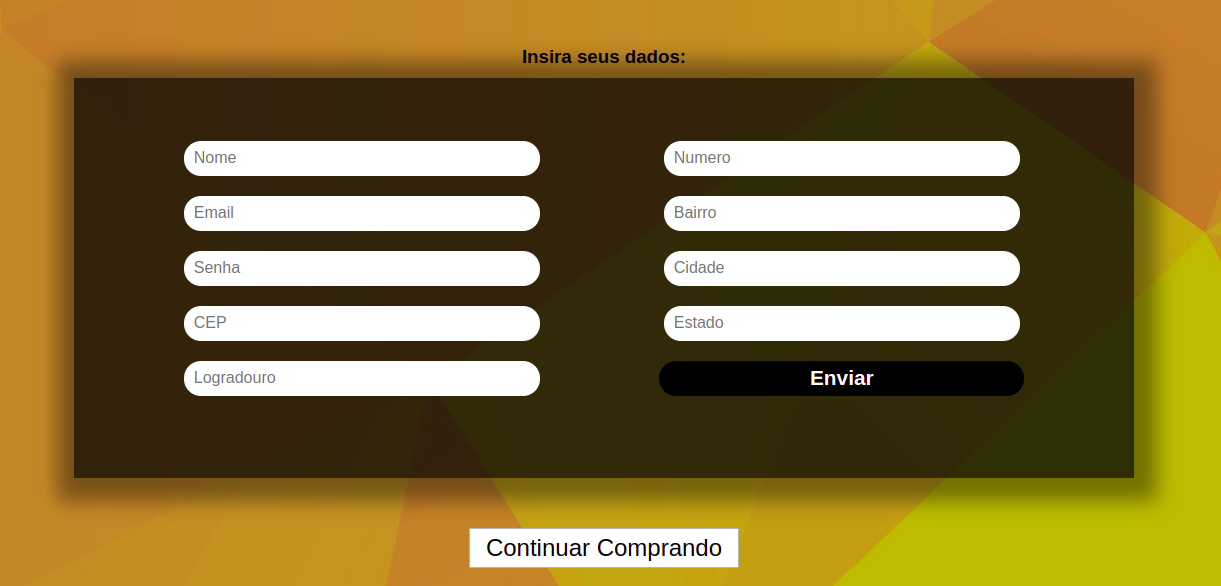 Insira seus dados:
Nome
Email
Senha
CEP
Logradouro
Numero
Bairro
Cidade
Estado
Enviar
Continuar Comprando